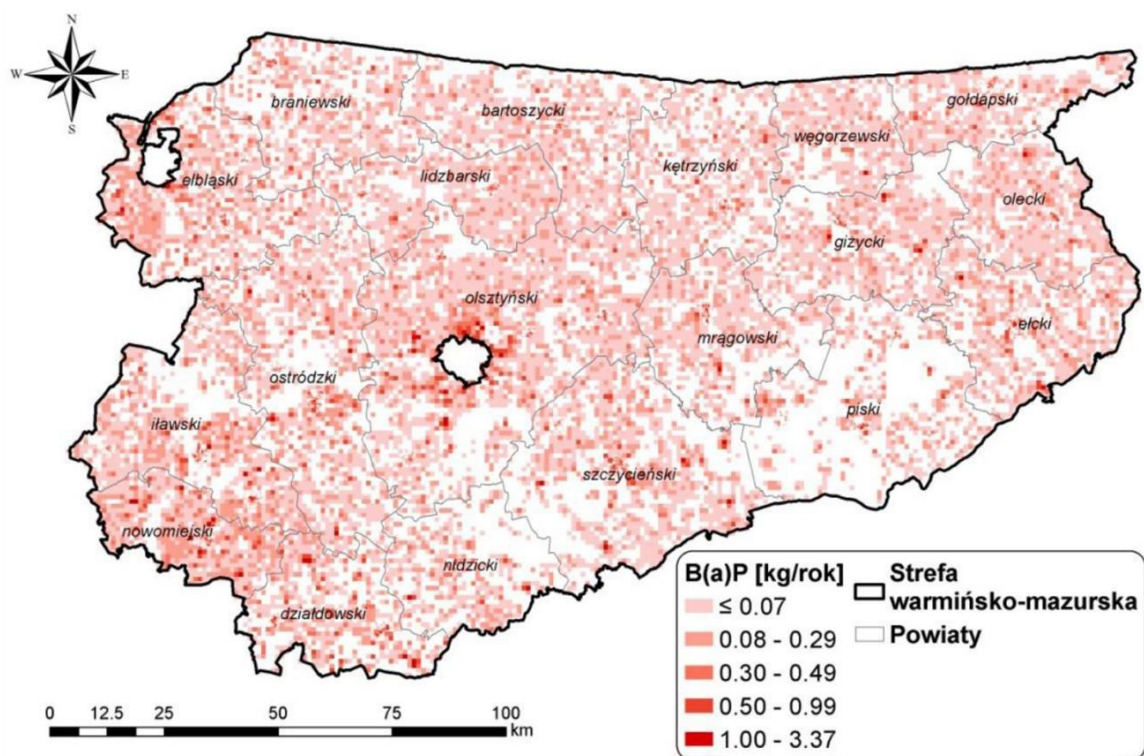 N
W E
S
braniewski
bartoszycki
gołdapski
węgorzewski
kętrzyński
elbląski
lidzbarski
olecki
giżycki
olsztyński
ełcki
mrągowski
ostródzki
piski
iławski
szczycieński
nowomiejski
nidzicki
działdowski
B(a)P [kg/rok]
≤ 0.07
0.08 - 0.29
0.30 - 0.49
0.50 - 0.99
1.00 - 3.37
Strefa
warmińsko-mazurska
Powiaty
0 12.5 25 50 75 100
km